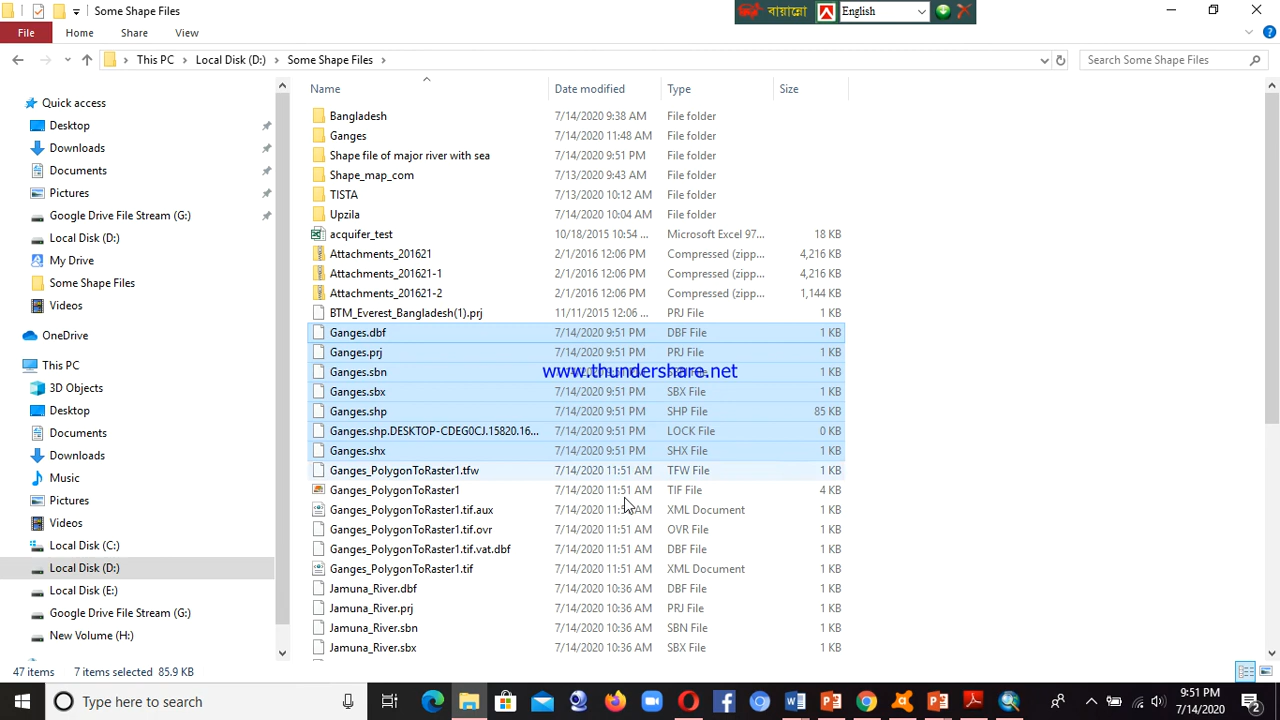 Some Shape Files
বায়ান্নো English
File Home Share View
This PC Local Disk (D:) Some Shape Files Search Some Shape Files
Name Date modified Type Size
Quick access
Desktop
Downloads
Documents
Pictures
Google Drive File Stream (G:)
Local Disk (D:)
My Drive
Some Shape Files
Videos
OneDrive
This PC
3D Objects
Desktop
Documents
Downloads
Music
Pictures
Videos
Local Disk (C:)
Local Disk (D:)
Local Disk (E:)
Google Drive File Stream (G:)
New Volume (H:)
Bangladesh 7/14/2020 9:38 AM File folder
Ganges 7/14/2020 11:48 AM File folder
Shape file of major river with sea 7/14/2020 9:51 PM File folder
Shape_map_com 7/13/2020 9:43 AM File folder
TISTA 7/13/2020 10:12 AM File folder
Upzila 7/14/2020 10:04 AM File folder
acquifer_test 10/18/2015 10:54 ... Microsoft Excel 97... 18 KB
Attachments_201621 2/1/2016 12:06 PM Compressed (zipp... 4,216 KB
Attachments_201621-1 2/1/2016 12:06 PM Compressed (zipp... 4,216 KB
Attachments_201621-2 2/1/2016 12:06 PM Compressed (zipp... 1,144 KB
BTM_Everest_Bangladesh(1).prj 11/11/2015 12:06 ... PRJ File 1 KB
Ganges.dbf 7/14/2020 9:51 PM DBF File 1 KB
Ganges.prj 7/14/2020 9:51 PM PRJ File 1 KB
Ganges.sbn 1 KB
www.thundershare.net
Ganges.sbx 7/14/2020 9:51 PM SBX File 1 KB
Ganges.shp 7/14/2020 9:51 PM SHP File 85 KB
Ganges.shp.DESKTOP-CDEG0CJ.15820.16... 7/14/2020 9:51 PM LOCK File 0 KB
Ganges.shx 7/14/2020 9:51 PM SHX File 1 KB
Ganges_PolygonToRaster1.tfw 7/14/2020 11:51 AM TFW File 1 KB
Ganges_PolygonToRaster1 7/14/2020 11:51 AM TIF File 4 KB
Ganges_PolygonToRaster1.tif.aux 7/14/2020 11:51 AM XML Document 1 KB
Ganges_PolygonToRaster1.tif.ovr 7/14/2020 11:51 AM OVR File 1 KB
Ganges_PolygonToRaster1.tif.vat.dbf 7/14/2020 11:51 AM DBF File 1 KB
Ganges_PolygonToRaster1.tif 7/14/2020 11:51 AM XML Document 1 KB
Jamuna_River.dbf 7/14/2020 10:36 AM DBF File 1 KB
Jamuna_River.prj 7/14/2020 10:36 AM PRJ File 1 KB
Jamuna_River.sbn 7/14/2020 10:36 AM SBN File 1 KB
Jamuna_River.sbx 7/14/2020 10:36 AM SBX File 1 KB
47 items 7 items selected 85.9 KB
Type here to search
9:51 PM
7/14/2020
2